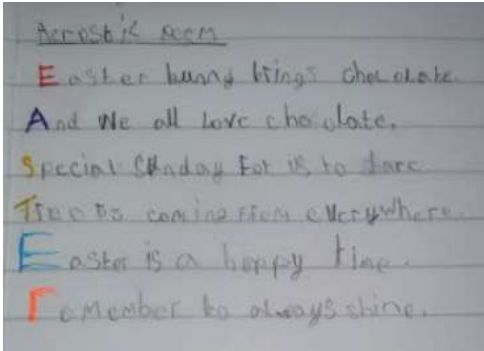 Acrostic Poem
Easter bunny brings chocolate.
And We all Love chocolate.
Special Sunday For us to share
Treets coming From everywhere.
Easter is a happy time.
remember to always shine.